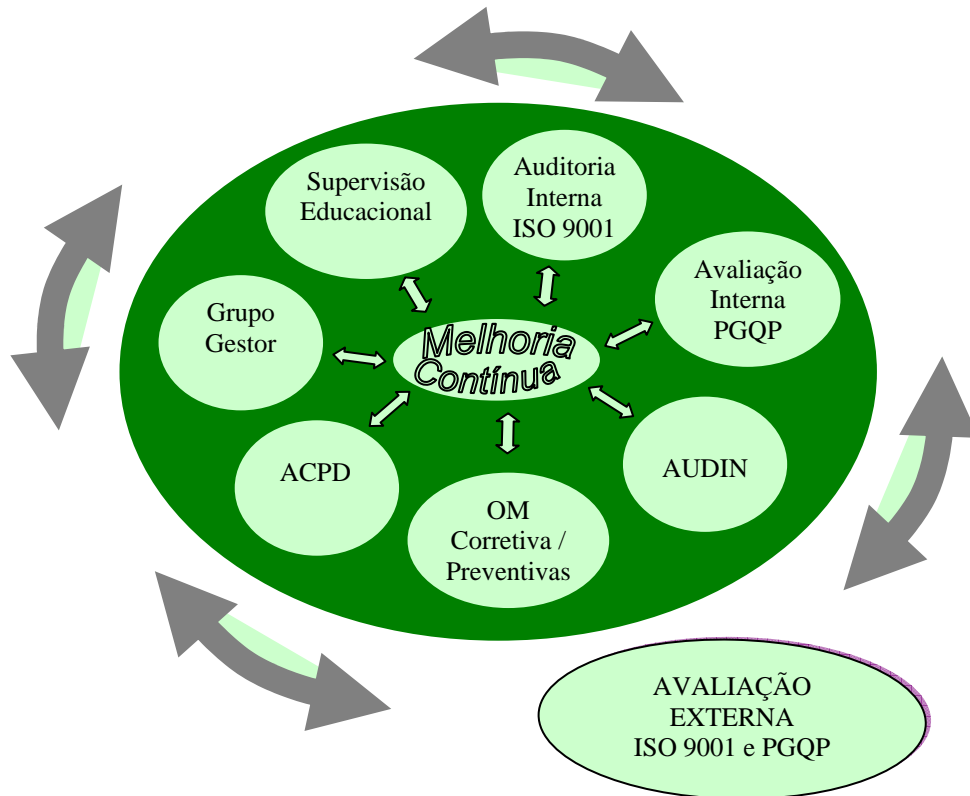 Supervisão
Educacional
Auditoria
Interna
ISO 9001
Avaliação
Interna
PGQP
Grupo
Gestor
Melhoria
Contínua
ACPD
AUDIN
OM
Corretiva /
Preventivas
AVALIAÇÃO
EXTERNA
ISO 9001 e PGQP